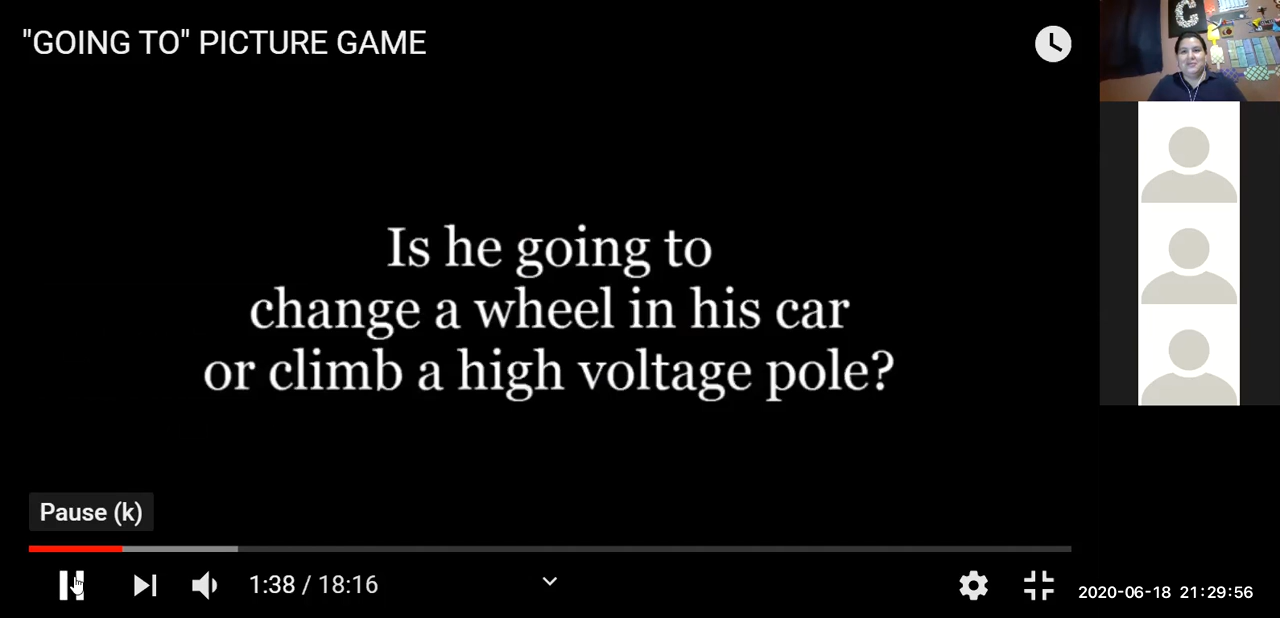 "GOING TO" PICTURE GAME
C
Is he going to
change a wheel in his car
or climb a high voltage pole?
Pause (k)
1:38 / 18:16
2020-06-18 21:29:56